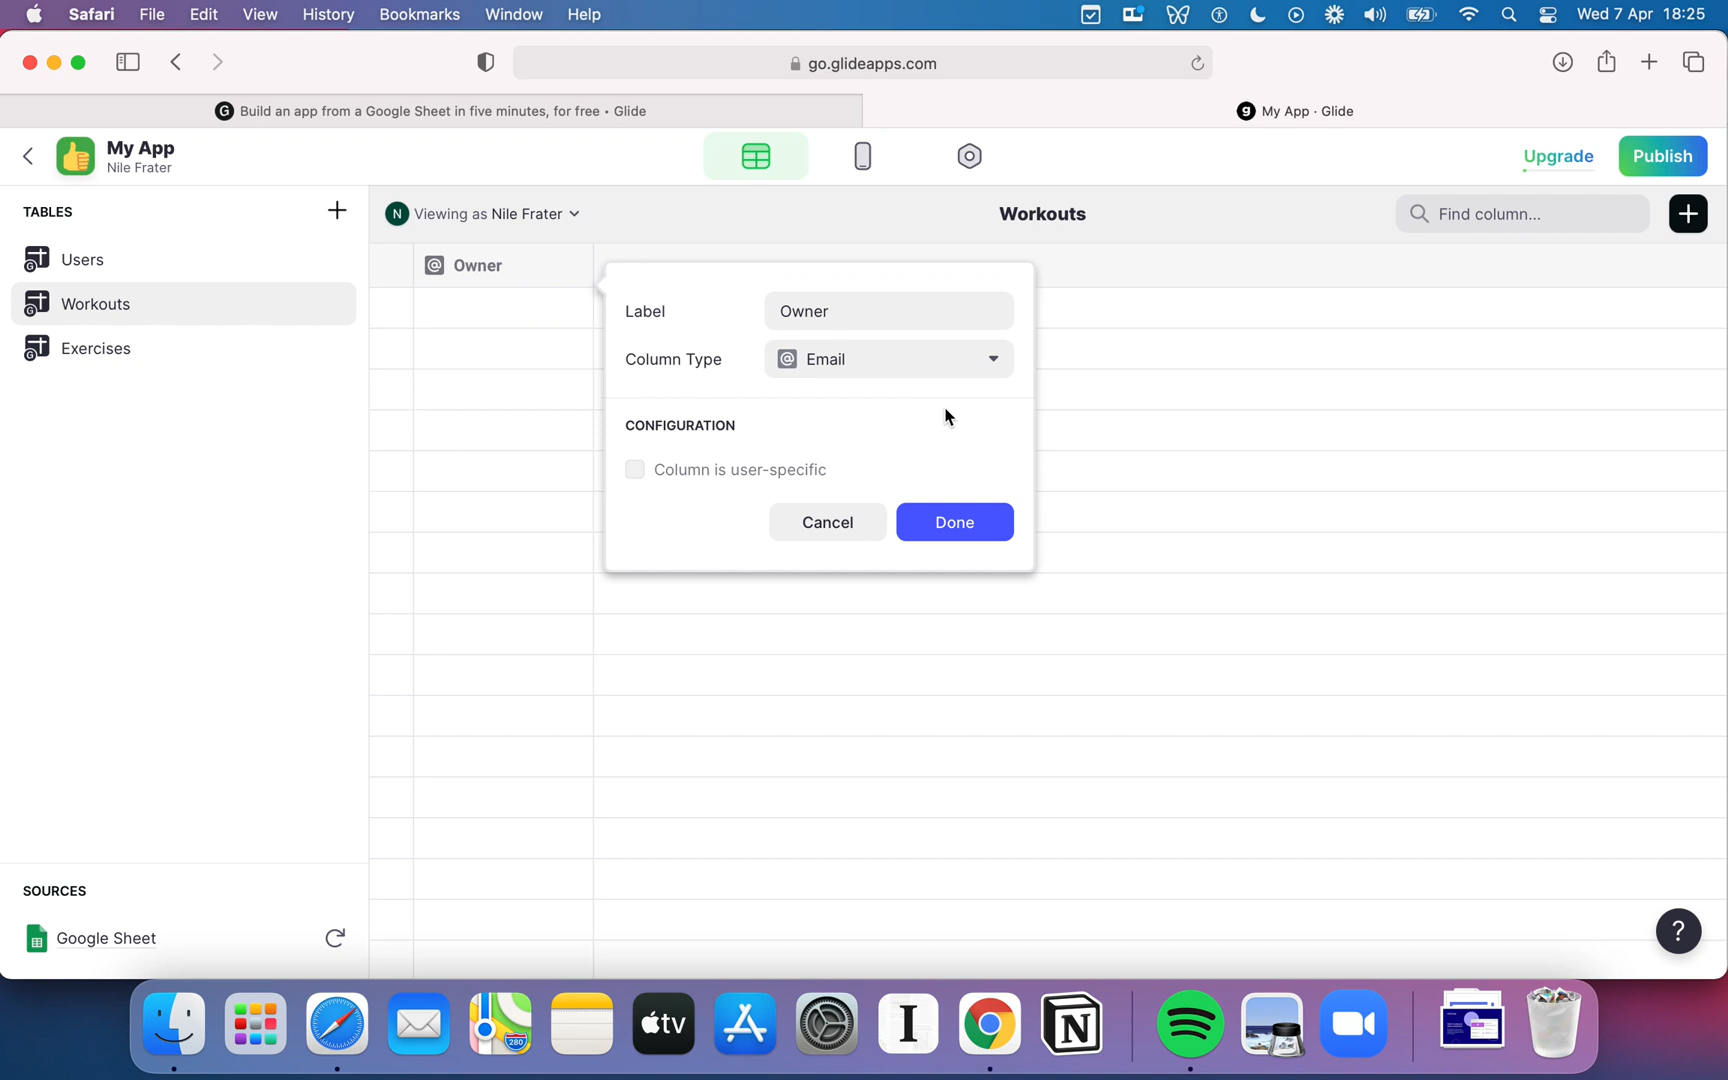 Safari File Edit View History Bookmarks Window Help Wed 7 Apr 18:25
go.glideapps.com
G Build an app from a Google Sheet in five minutes, for free • Glide
g My App · Glide
My App
Nile Frater
Upgrade
Publish
TABLES
Users
Workouts
Exercises
SOURCES
Google Sheet
N Viewing as Nile Frater
Workouts
Find column...
Owner
Label Owner
Column Type @ Email
CONFIGURATION
Column is user-specific
Cancel Done
?
280
tv
I
N